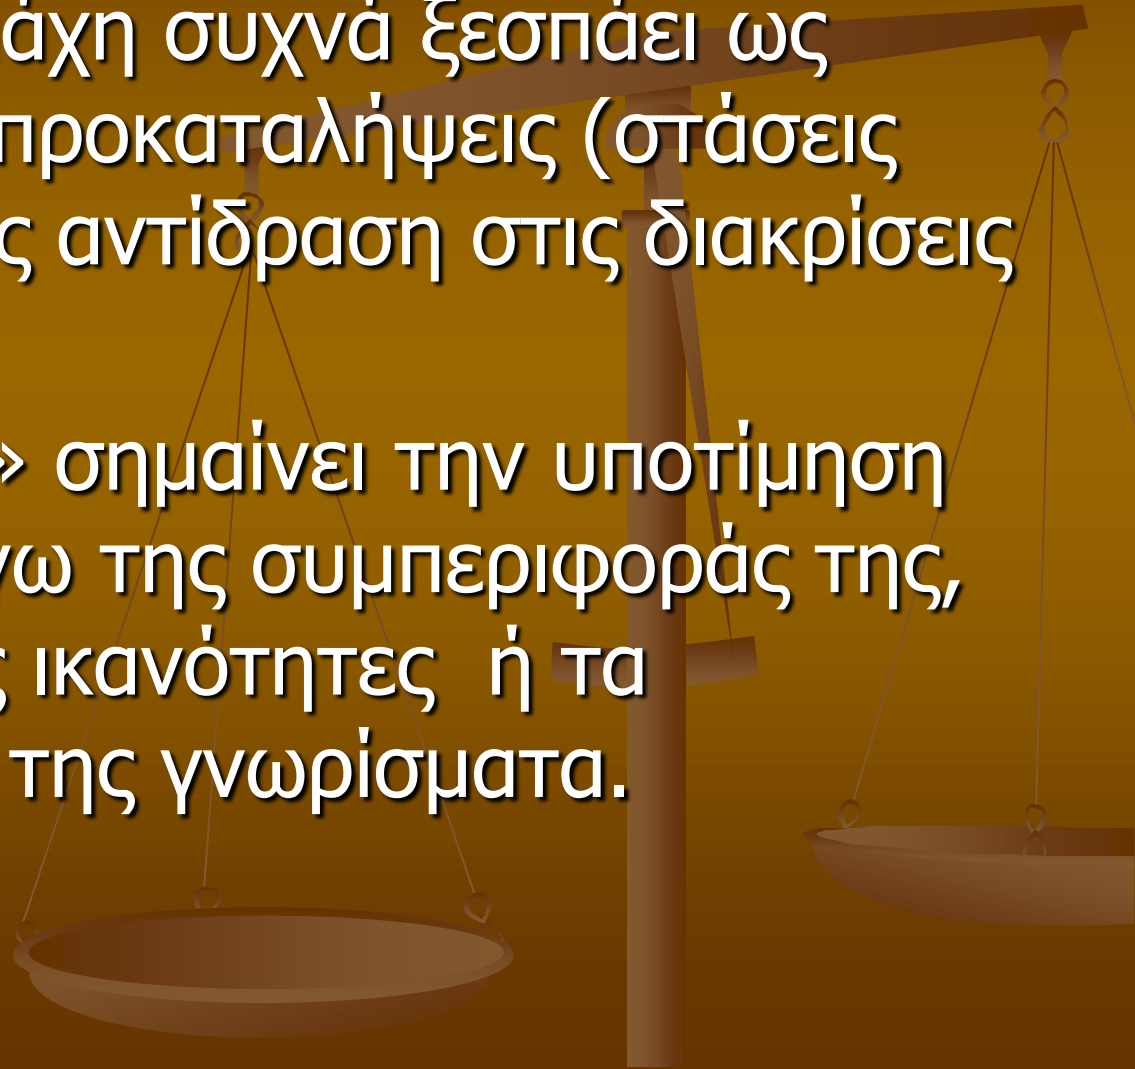 άχη συχνά ξεσπάει ως
προκαταλήψεις (στάσεις
ς αντίδραση στις διακρίσεις
» σημαίνει την υποτίμηση
γω της συμπεριφοράς της,
ς ικανότητες ή τα
της γνωρίσματα.